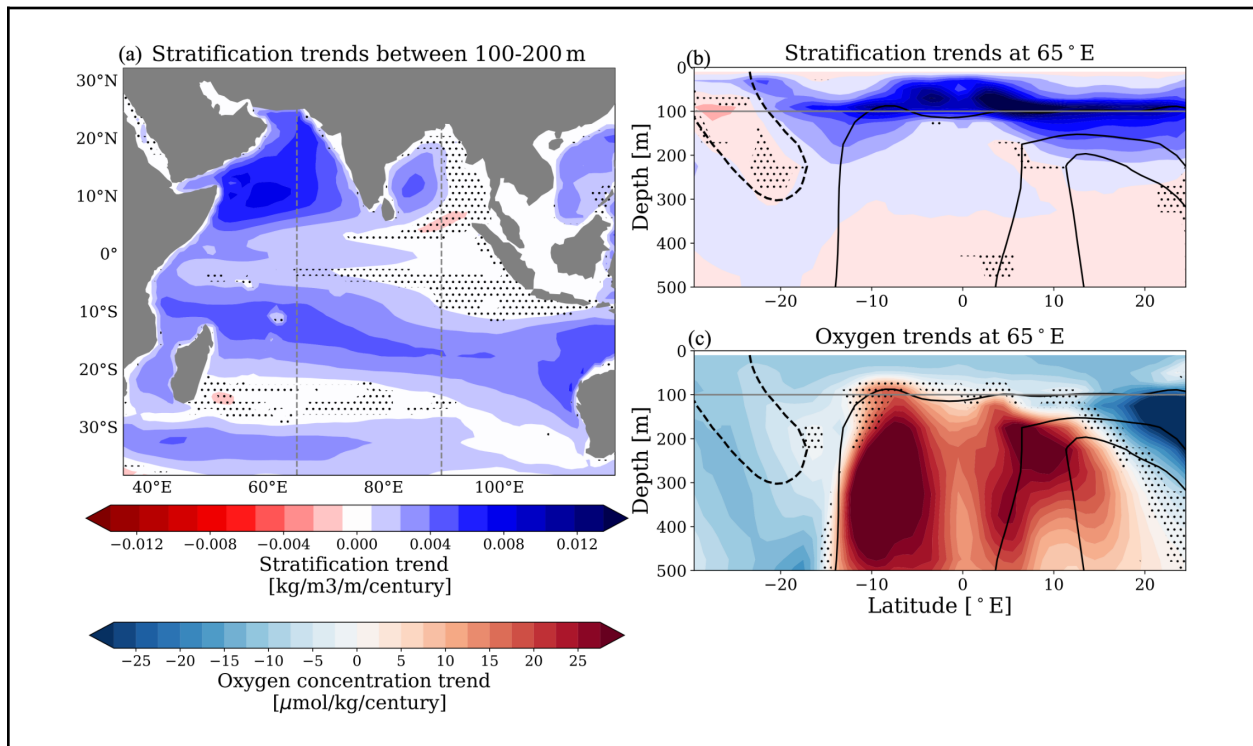 (a) Stratification trends between 100-200 m
30°N
20°N
10°N
0°
10°S
20°S
30°S
40°E 60°E 80°E 100°E
−0.012 −0.008 −0.004 0.000 0.004 0.008 0.012
Stratification trend
[kg/m3/m/century]
−25 −20 −15 −10 −5 0 5 10 15 20 25
Oxygen concentration trend
[μmol/kg/century]
(b) Stratification trends at 65°E
Depth [m]
0
100
200
300
400
500
−20 −10 0 10 20
(c) Oxygen trends at 65°E
Depth [m]
0
100
200
300
400
500
−20 −10 0 10 20
Latitude [°E]